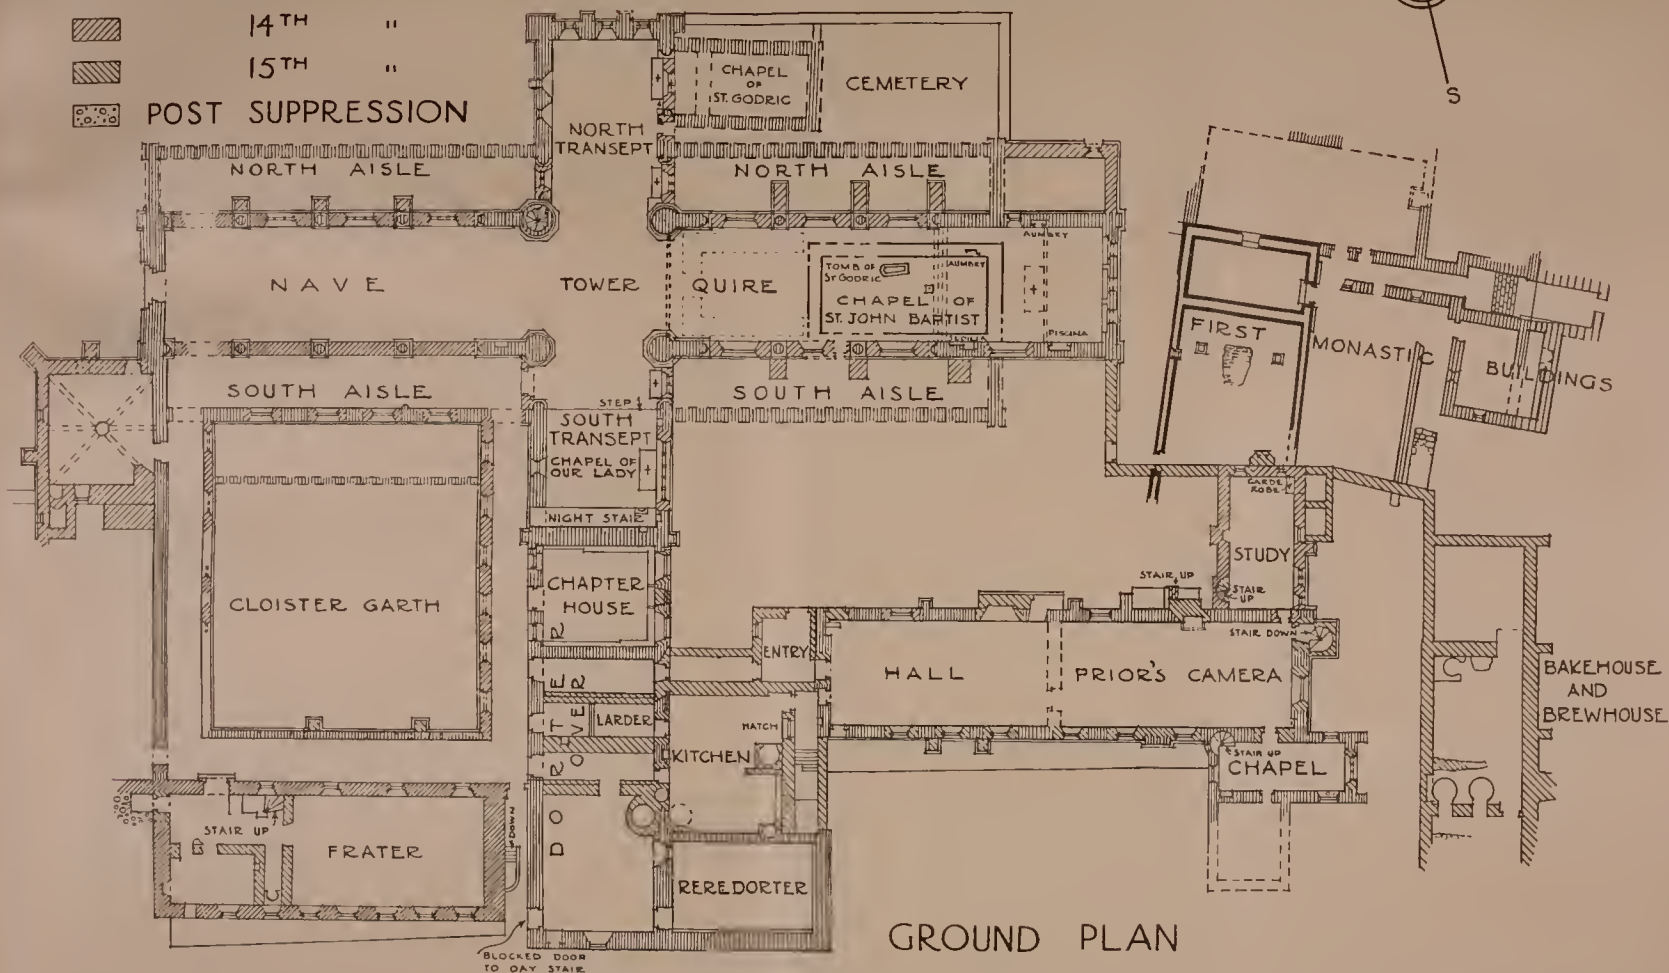 14TH "
15TH "
POST SUPPRESSION
S
CHAPEL
OF
ST. GODRIC
CEMETERY
NORTH
TRANSEPT
NORTH AISLE
NORTH AISLE
AUMBRY
NAVE
TOWER
QUIRE
TOMB OF
ST GODRIC
AUMBRY
CHAPEL OF
ST. JOHN BAPTIST
PISCINA
FIRST
MONASTIC
BUILDINGS
SOUTH AISLE
SOUTH AISLE
STEP
SOUTH
TRANSEPT
CHAPEL OF
OUR LADY
NIGHT STAIR
GARDE
ROBE
STUDY
STAIR UP
STAIR
UP
STAIR DOWN
CLOISTER GARTH
CHAPTER
HOUSE
ENTRY
HALL
PRIOR'S CAMERA
BAKEHOUSE
AND
BREWHOUSE
DORTER
OVER
LARDER
HATCH
KITCHEN
STAIR UP
CHAPEL
STAIR UP
FRATER
2 DOWN
REREDORTER
GROUND PLAN
BLOCKED DOOR
TO DAY STAIR